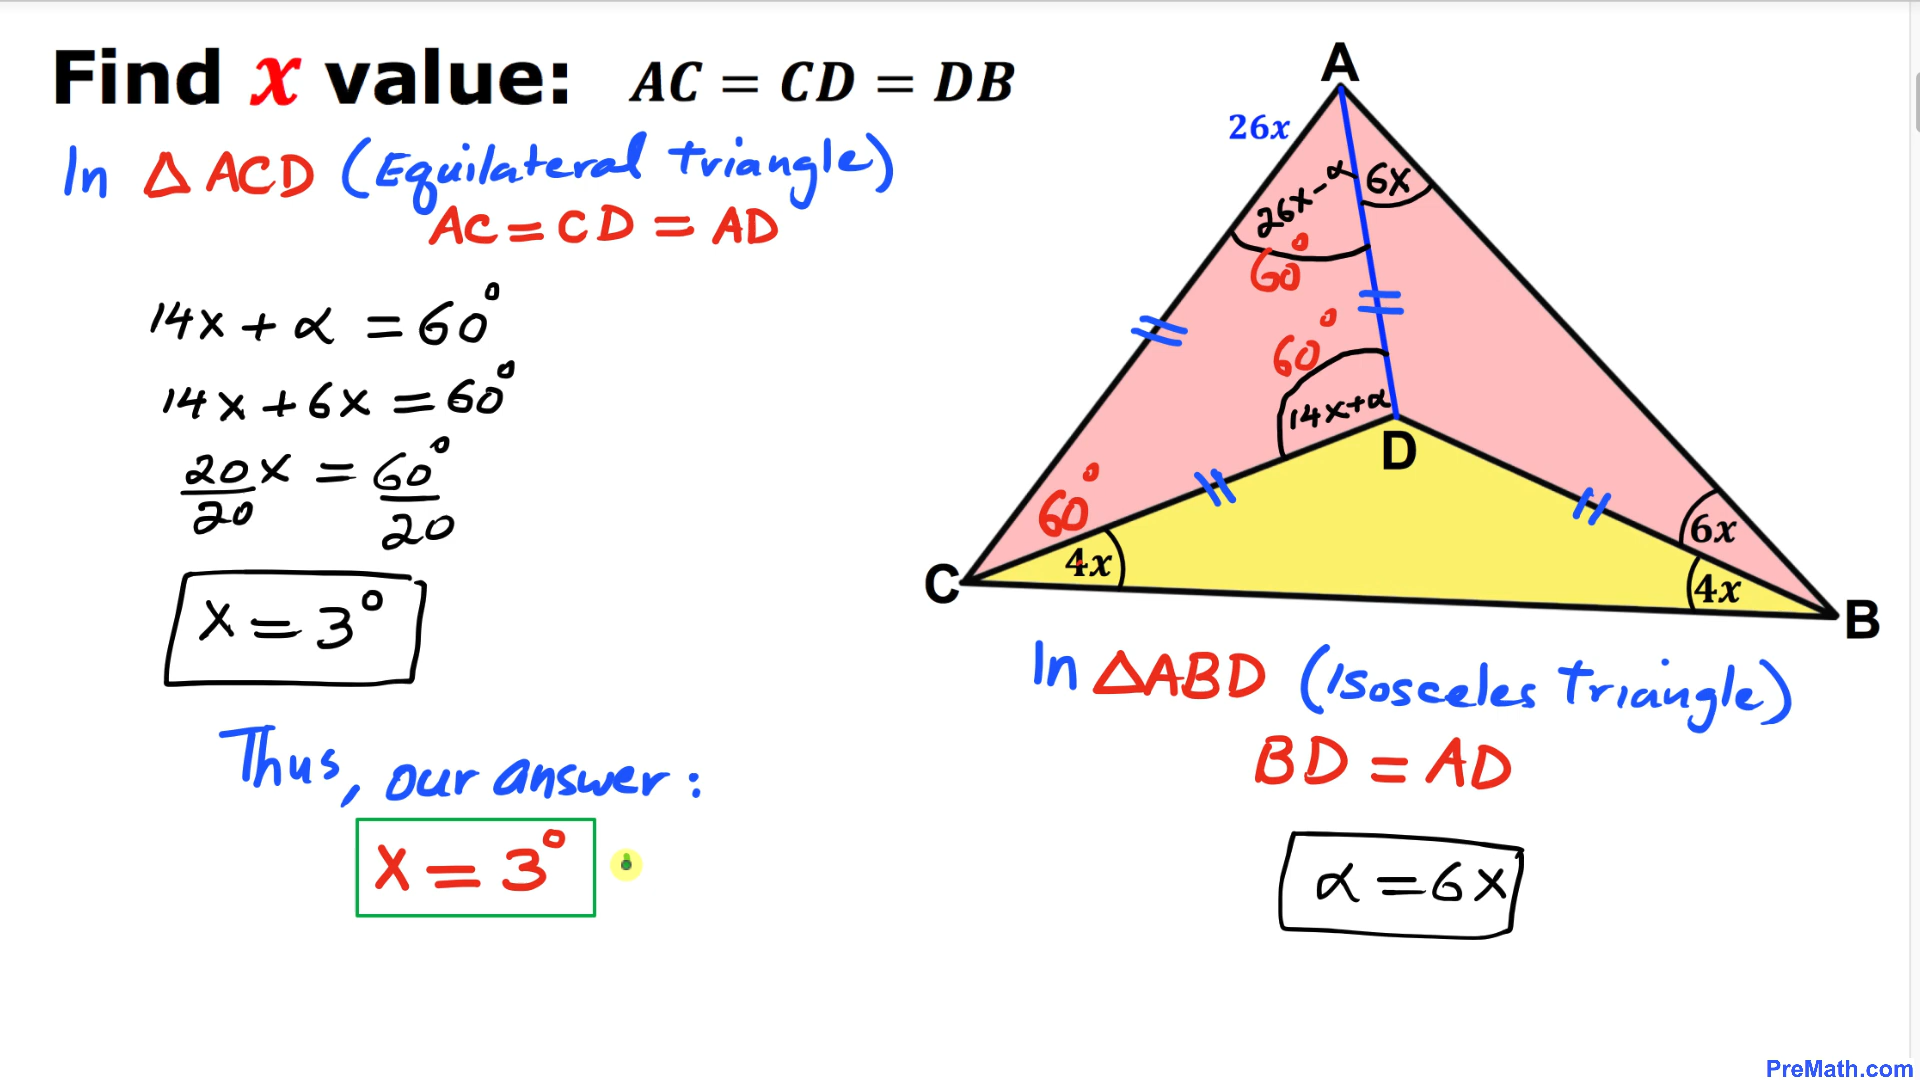 Find x value: AC = CD = DB
In △ ACD (Equilateral triangle)
AC = CD = AD
14x + α = 60°
14x + 6x = 60°
20x = 60°
20 20
x = 3°
Thus, our answer:
x = 3°
A
26x
26x - α
6x
60°
60°
14x+α
D
60°
4x
C
6x
4x
B
In △ABD (Isosceles triangle)
BD = AD
α = 6x
PreMath.com